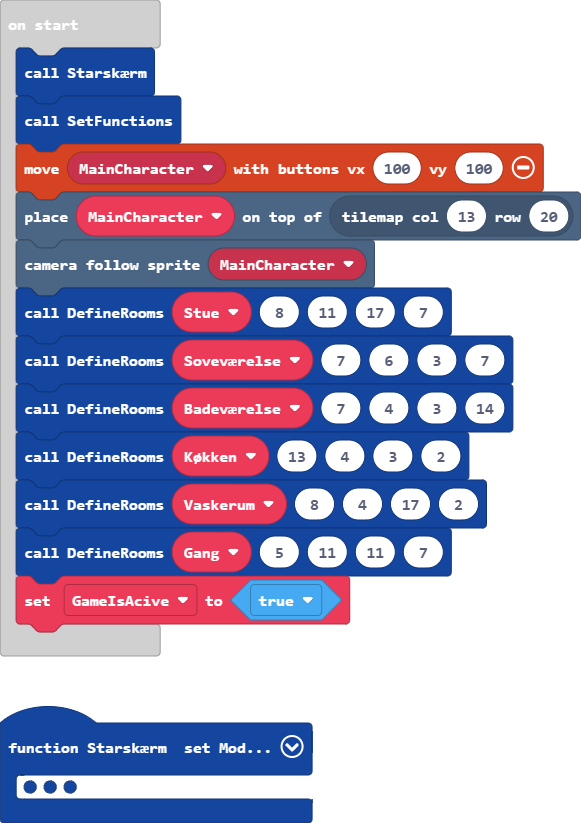 on start
call Starskærm
call SetFunctions
move MainCharacter with buttons vx 100 vy 100
place MainCharacter on top of tilemap col 13 row 20
camera follow sprite MainCharacter
call DefineRooms Stue 8 11 17 7
call DefineRooms Soveværelse 7 6 3 7
call DefineRooms Badeværelse 7 4 3 14
call DefineRooms Køkken 13 4 3 2
call DefineRooms Vaskerum 8 4 17 2
call DefineRooms Gang 5 11 11 7
set GameIsAcive to true
function Starskærm set Mod...